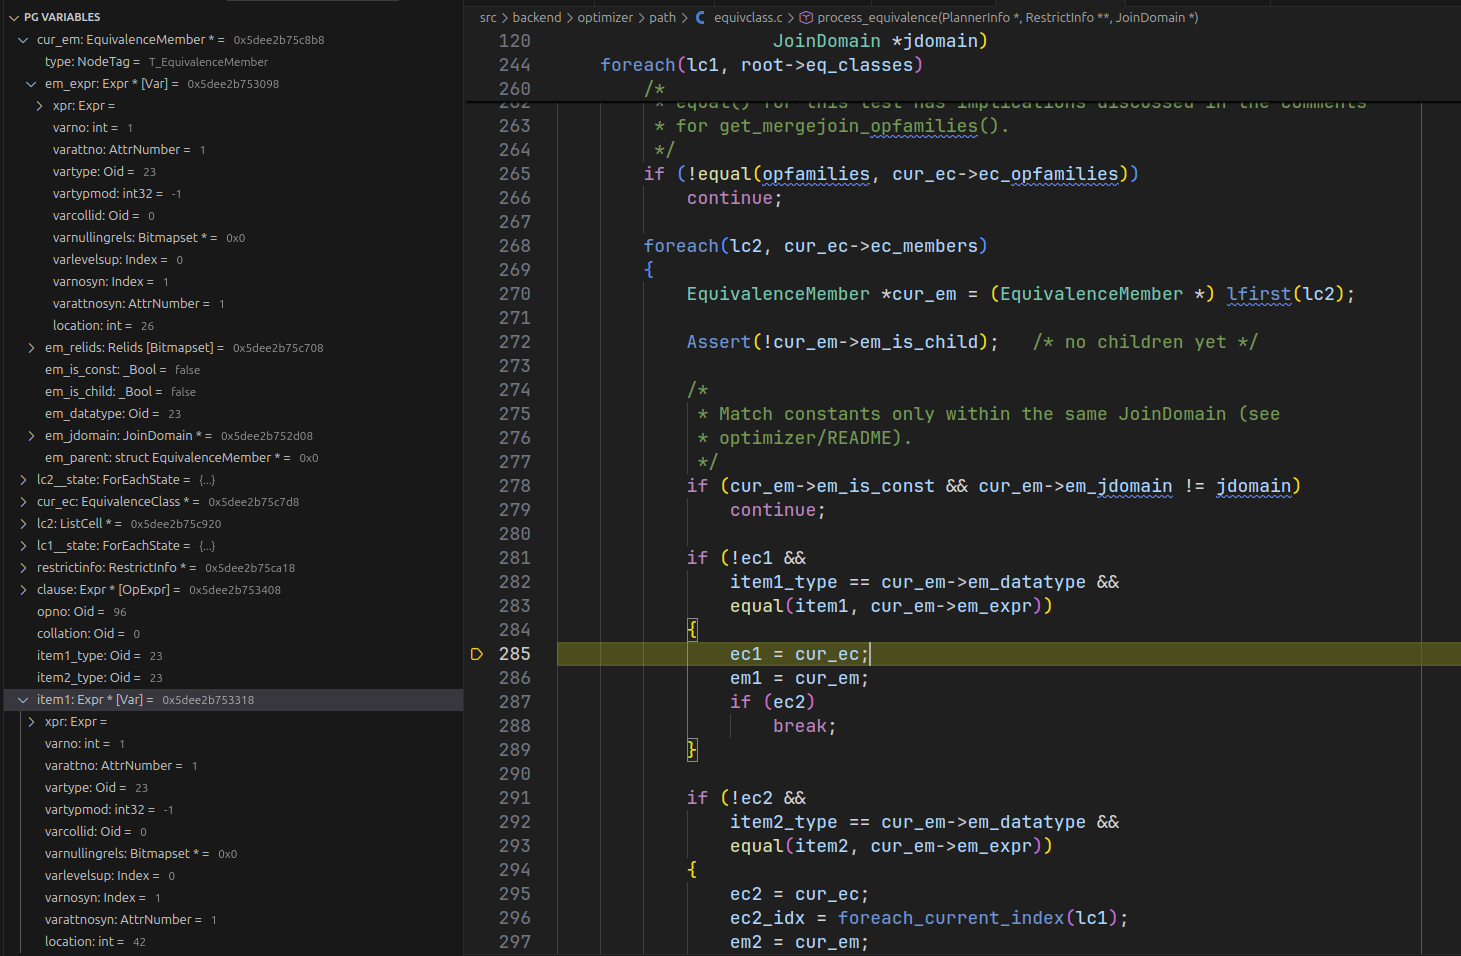 PG VARIABLES
cur_em: EquivalenceMember * = 0x5dee2b75c8b8
type: NodeTag = T_EquivalenceMember
em_expr: Expr * [Var] = 0x5dee2b753098
xpr: Expr =
varno: int = 1
varattno: AttrNumber = 1
vartype: Oid = 23
vartypmod: int32 = -1
varcollid: Oid = 0
varnullingrels: Bitmapset * = 0x0
varlevelsup: Index = 0
varnosyn: Index = 1
varattnosyn: AttrNumber = 1
location: int = 26
em_relids: Relids [Bitmapset] = 0x5dee2b75c708
em_is_const: _Bool = false
em_is_child: _Bool = false
em_datatype: Oid = 23
em_jdomain: JoinDomain * = 0x5dee2b752d08
em_parent: struct EquivalenceMember * = 0x0
lc2__state: ForEachState = {...}
cur_ec: EquivalenceClass * = 0x5dee2b75c7d8
lc2: ListCell * = 0x5dee2b75c920
lc1__state: ForEachState = {...}
restrictinfo: RestrictInfo * = 0x5dee2b75ca18
clause: Expr * [OpExpr] = 0x5dee2b753408
opno: Oid = 96
collation: Oid = 0
item1_type: Oid = 23
item2_type: Oid = 23
item1: Expr * [Var] = 0x5dee2b753318
xpr: Expr =
varno: int = 1
varattno: AttrNumber = 1
vartype: Oid = 23
vartypmod: int32 = -1
varcollid: Oid = 0
varnullingrels: Bitmapset * = 0x0
varlevelsup: Index = 0
varnosyn: Index = 1
varattnosyn: AttrNumber = 1
location: int = 42
src > backend > optimizer > path > C equivclass.c > process_equivalence(PlannerInfo *, RestrictInfo **, JoinDomain *)
120 JoinDomain *jdomain)
244 foreach(lc1, root->eq_classes)
260 /*
262 * equal() for this test has implications discussed in the comments
263 * for get_mergejoin_opfamilies().
264 */
265 if (!equal(opfamilies, cur_ec->ec_opfamilies))
266 continue;
267
268 foreach(lc2, cur_ec->ec_members)
269 {
270 EquivalenceMember *cur_em = (EquivalenceMember *) lfirst(lc2);
271
272 Assert(!cur_em->em_is_child); /* no children yet */
273
274 /*
275 * Match constants only within the same JoinDomain (see
276 * optimizer/README).
277 */
278 if (cur_em->em_is_const && cur_em->em_jdomain != jdomain)
279 continue;
280
281 if (!ec1 &&
282 item1_type == cur_em->em_datatype &&
283 equal(item1, cur_em->em_expr))
284 {
285 ec1 = cur_ec;
286 em1 = cur_em;
287 if (ec2)
288 break;
289 }
290
291 if (!ec2 &&
292 item2_type == cur_em->em_datatype &&
293 equal(item2, cur_em->em_expr))
294 {
295 ec2 = cur_ec;
296 ec2_idx = foreach_current_index(lc1);
297 em2 = cur_em;